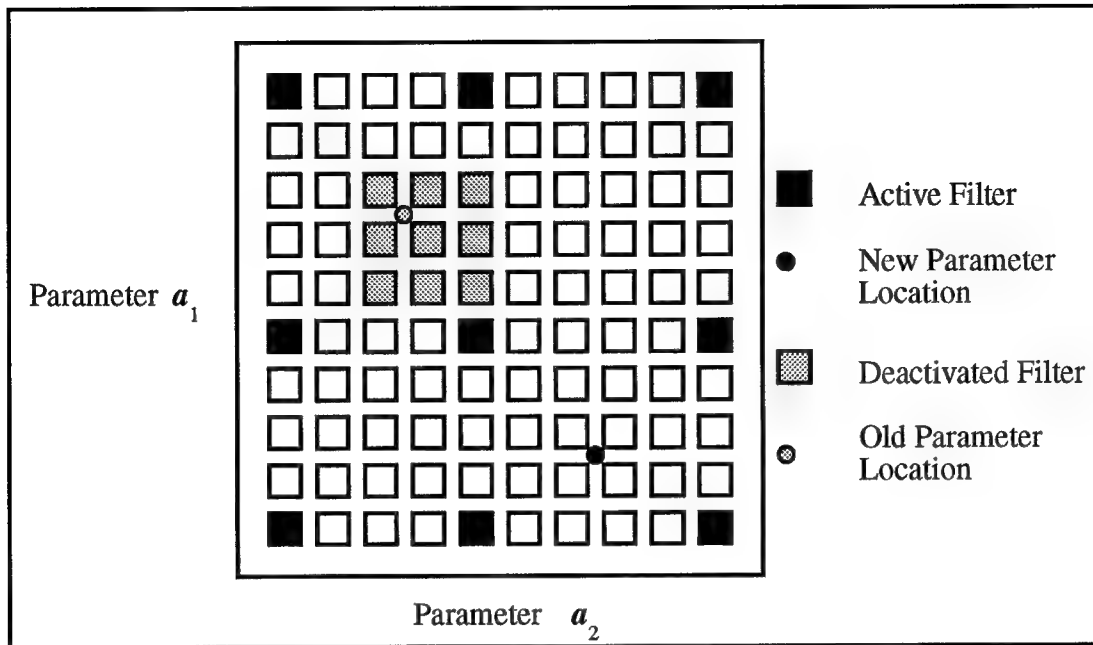 Active Filter
New Parameter
Location
Parameter a1
Deactivated Filter
Old Parameter
Location
Parameter a2